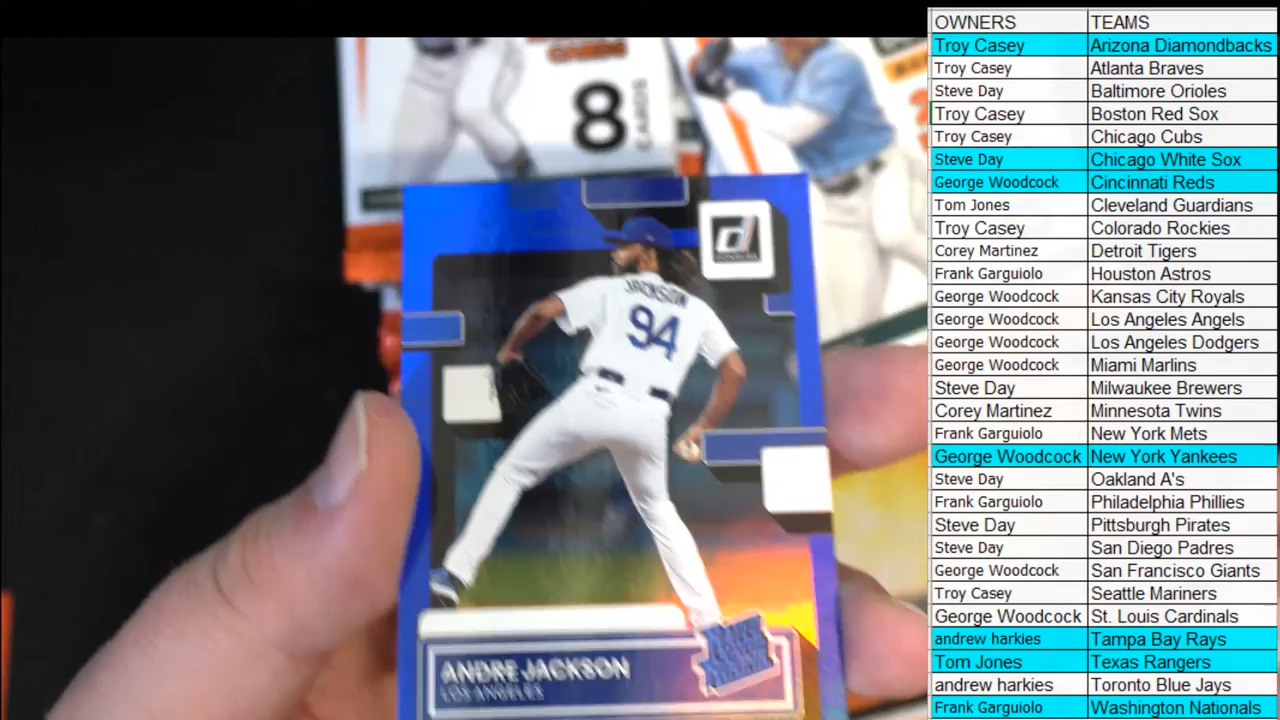 CARDS
8
CARDS
JACKSON
94
d
DONRUSS
ANDRE JACKSON
LOS ANGELES
OWNERS TEAMS
Troy Casey Arizona Diamondbacks
Troy Casey Atlanta Braves
Steve Day Baltimore Orioles
Troy Casey Boston Red Sox
Troy Casey Chicago Cubs
Steve Day Chicago White Sox
George Woodcock Cincinnati Reds
Tom Jones Cleveland Guardians
Troy Casey Colorado Rockies
Corey Martinez Detroit Tigers
Frank Garguiolo Houston Astros
George Woodcock Kansas City Royals
George Woodcock Los Angeles Angels
George Woodcock Los Angeles Dodgers
George Woodcock Miami Marlins
Steve Day Milwaukee Brewers
Corey Martinez Minnesota Twins
Frank Garguiolo New York Mets
George Woodcock New York Yankees
Steve Day Oakland A's
Frank Garguiolo Philadelphia Phillies
Steve Day Pittsburgh Pirates
Steve Day San Diego Padres
George Woodcock San Francisco Giants
Troy Casey Seattle Mariners
George Woodcock St. Louis Cardinals
andrew harkies Tampa Bay Rays
Tom Jones Texas Rangers
andrew harkies Toronto Blue Jays
Frank Garguiolo Washington Nationals